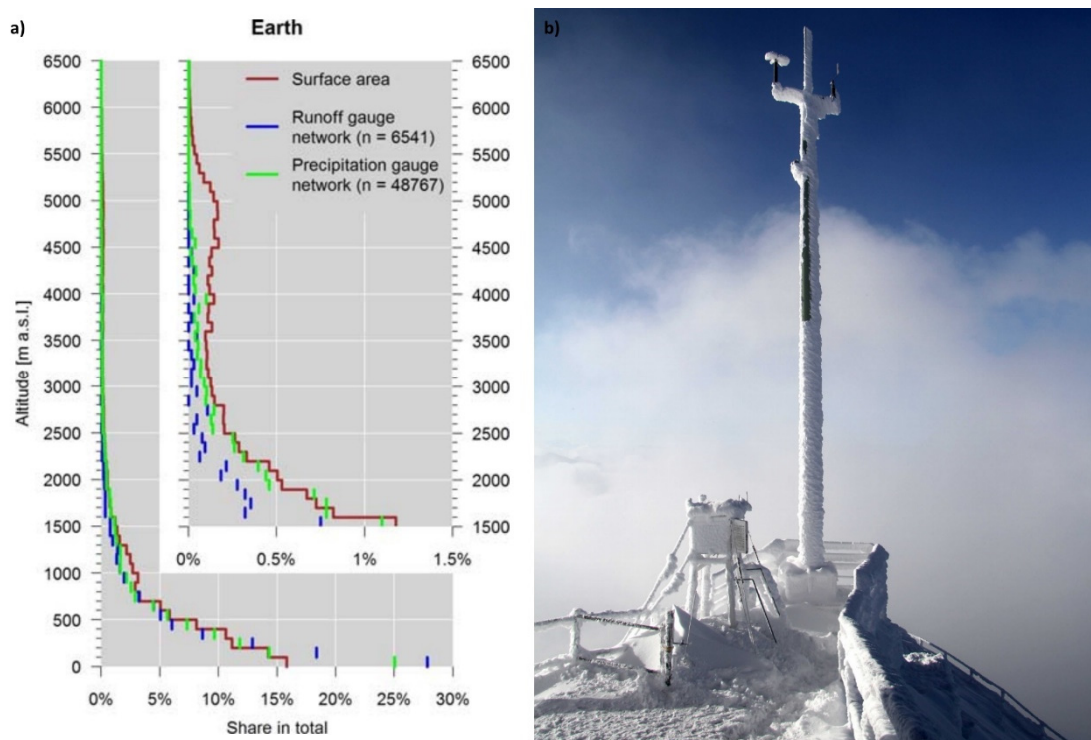 a)
Earth
b)
6500
6000
5500
5000
4500
4000
3500
3000
2500
2000
1500
1000
500
0
Altitude [m a.s.l.]
Surface area
Runoff gauge
network (n = 6541)
Precipitation gauge
network (n = 48767)
6500
6000
5500
5000
4500
4000
3500
3000
2500
2000
1500
0% 0.5% 1% 1.5%
0% 5% 10% 15% 20% 25% 30%
Share in total